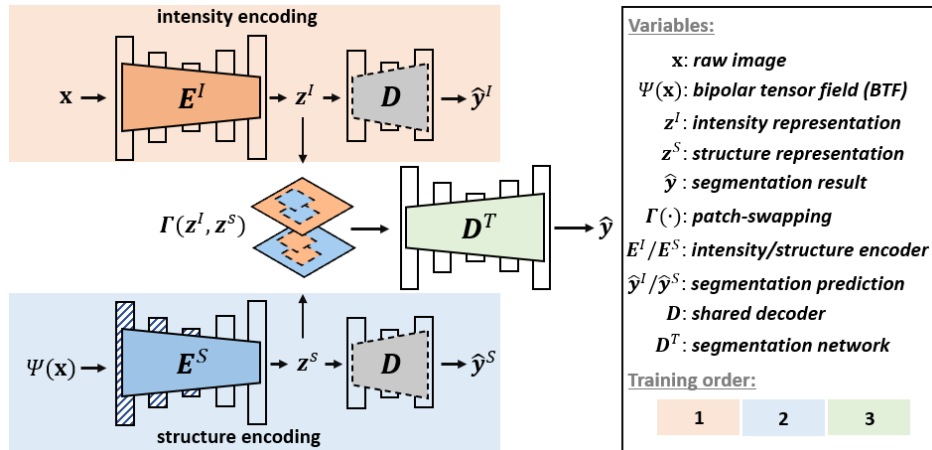 intensity encoding
x
E^I
z^I
D
ŷ^I
Γ(z^I, z^s)
D^T
ŷ
Ψ(x)
E^S
z^s
D
ŷ^S
structure encoding
Variables:
x: raw image
Ψ(x): bipolar tensor field (BTF)
z^I: intensity representation
z^S: structure representation
ŷ : segmentation result
Γ(·): patch-swapping
E^I/E^S: intensity/structure encoder
ŷ^I/ŷ^S: segmentation prediction
D: shared decoder
D^T: segmentation network
Training order:
1 2 3